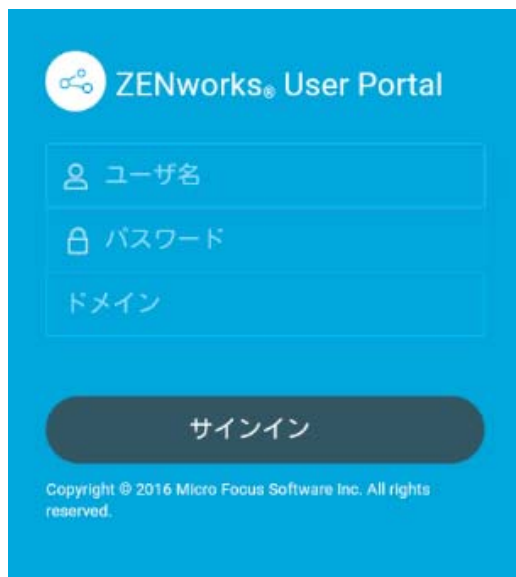 ZENworks® User Portal
ユーザ名
パスワード
ドメイン
サインイン
Copyright © 2016 Micro Focus Software Inc. All rights
reserved.